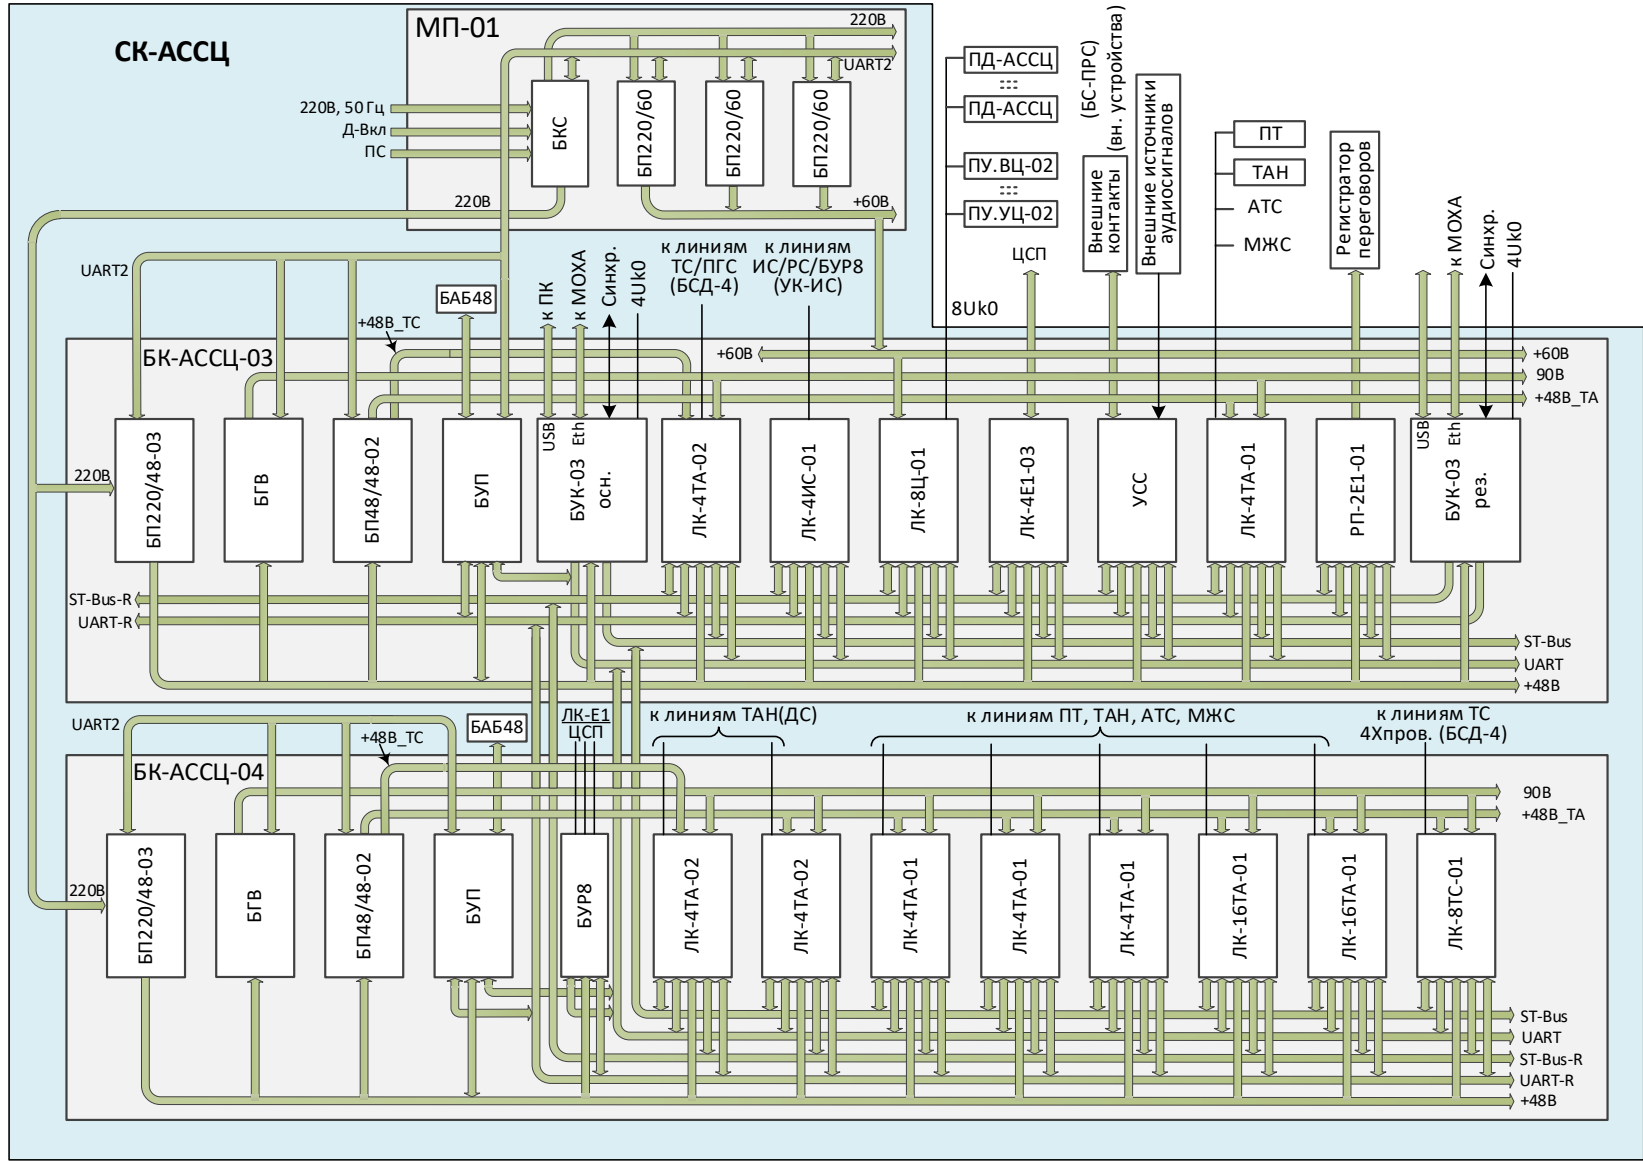 СК-АССЦ
МП-01
220В
UART2
220В, 50 Гц
Д-Вкл
ПС
БКС
БП220/60
БП220/60
БП220/60
220В
+60В
ПД-АССЦ
ПД-АССЦ
ПУ.ВЦ-02
ПУ.УЦ-02
8Uk0
ЦСП
(БС-ПРС)
(вн. устройства)
Внешние
контакты
Внешние источники
аудиосигналов
ПТ
ТАН
АТС
МЖС
Регистратор
переговоров
к МОХА
Синхр.
4Uk0
UART2
БАБ48
+48В_ТС
к ПК
к МОХА
Синхр.
4Uk0
к линиям
ТС/ПГС
(БСД-4)
к линиям
ИС/РС/БУР8
(УК-ИС)
БК-АССЦ-03
+60В
+60В
90В
+48В_ТА
220В
БП220/48-03
БГВ
БП48/48-02
БУП
USB
Eth
БУК-03
осн.
ЛК-4ТА-02
ЛК-4ИС-01
ЛК-8Ц-01
ЛК-4Е1-03
УСС
ЛК-4ТА-01
РП-2Е1-01
USB
Eth
БУК-03
рез.
ST-Bus-R
UART-R
ST-Bus
UART
+48В
UART2
+48В_ТС
БАБ48
ЛК-Е1
ЦСП
к линиям ТАН(ДС)
к линиям ПТ, ТАН, АТС, МЖС
к линиям ТС
4Хпров. (БСД-4)
БК-АССЦ-04
90В
+48В_ТА
220В
БП220/48-03
БГВ
БП48/48-02
БУП
БУР8
ЛК-4ТА-02
ЛК-4ТА-02
ЛК-4ТА-01
ЛК-4ТА-01
ЛК-4ТА-01
ЛК-16ТА-01
ЛК-16ТА-01
ЛК-8ТС-01
ST-Bus
UART
ST-Bus-R
UART-R
+48В